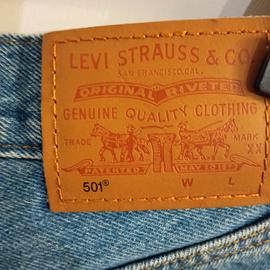 LEVI STRAUSS & CO.
SAN FRANCISCO, CAL.
ORIGINAL RIVETED
GENUINE QUALITY CLOTHING
TRADE MARK
XX
PATENTED MAY 20 1873
501® W L